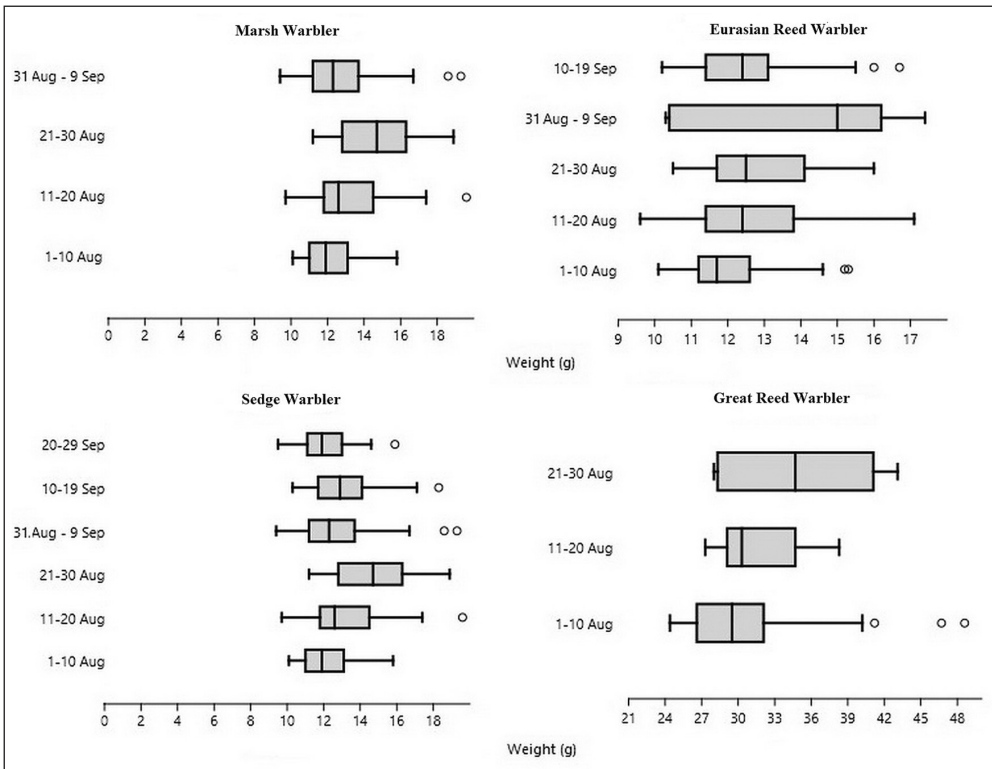 Marsh Warbler
31 Aug - 9 Sep
21-30 Aug
11-20 Aug
1-10 Aug
0 2 4 6 8 10 12 14 16 18
Eurasian Reed Warbler
10-19 Sep
31 Aug - 9 Sep
21-30 Aug
11-20 Aug
1-10 Aug
9 10 11 12 13 14 15 16 17
Weight (g)
Sedge Warbler
20-29 Sep
10-19 Sep
31.Aug - 9 Sep
21-30 Aug
11-20 Aug
1-10 Aug
0 2 4 6 8 10 12 14 16 18
Great Reed Warbler
21-30 Aug
11-20 Aug
1-10 Aug
21 24 27 30 33 36 39 42 45 48
Weight (g)